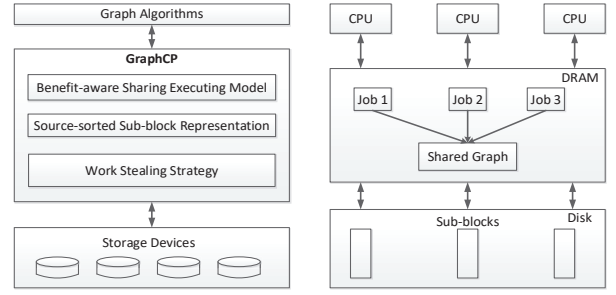 Graph Algorithms
GraphCP
Benefit-aware Sharing Executing Model
Source-sorted Sub-block Representation
Work Stealing Strategy
Storage Devices
CPU CPU CPU
DRAM
Job 1 Job 2 Job 3
Shared Graph
Sub-blocks Disk